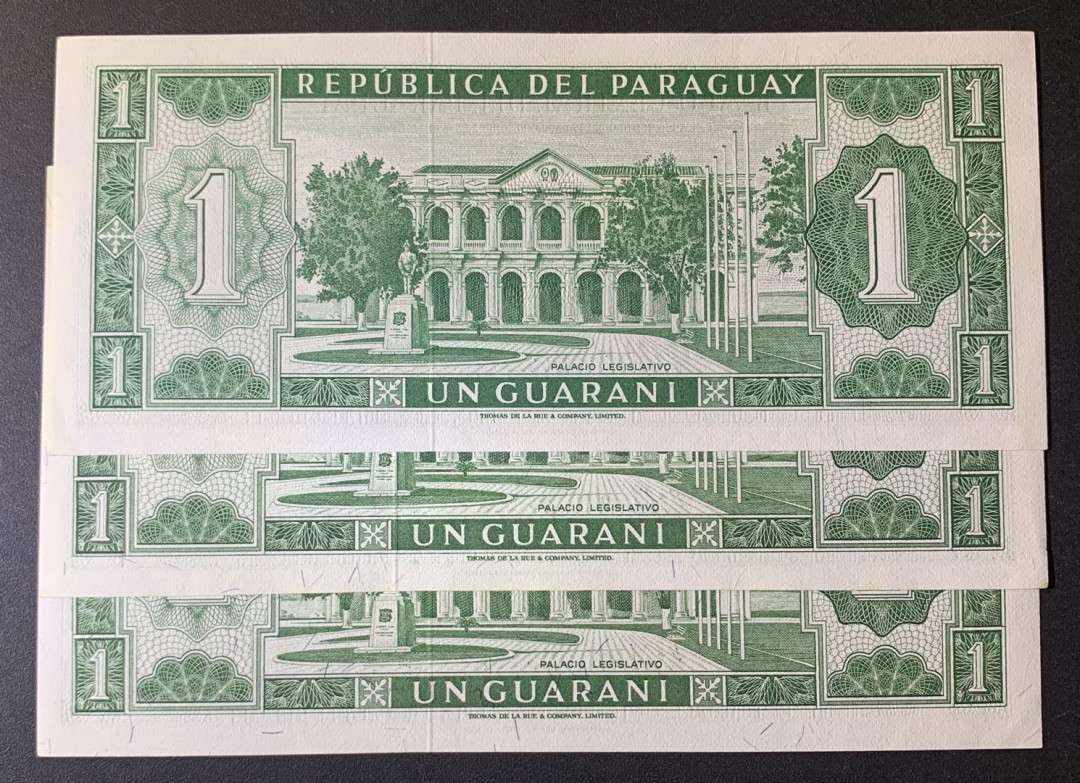 1 REPÚBLICA DEL PARAGUAY 1
1 1
PALACIO LEGISLATIVO
1 UN GUARANI 1
THOMAS DE LA RUE & COMPANY, LIMITED.
PALACIO LEGISLATIVO
1 UN GUARANI 1
THOMAS DE LA RUE & COMPANY, LIMITED.
PALACIO LEGISLATIVO
1 UN GUARANI 1
THOMAS DE LA RUE & COMPANY, LIMITED.